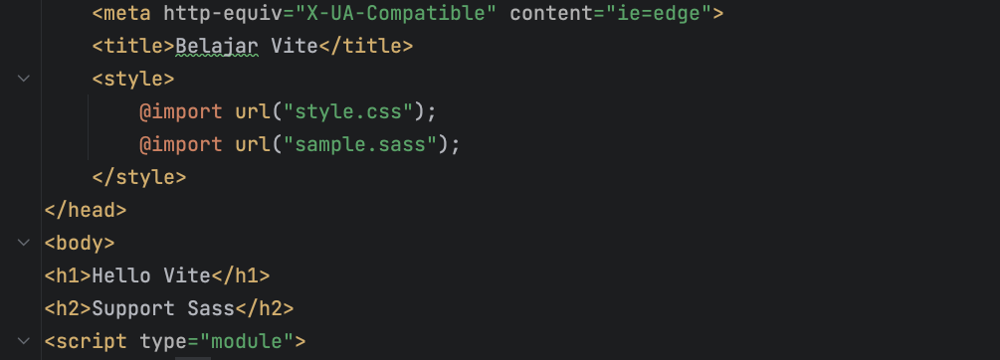 <meta http-equiv="X-UA-Compatible" content="ie=edge">
<title>Belajar Vite</title>
<style>
@import url("style.css");
@import url("sample.sass");
</style>
</head>
<body>
<h1>Hello Vite</h1>
<h2>Support Sass</h2>
<script type="module">